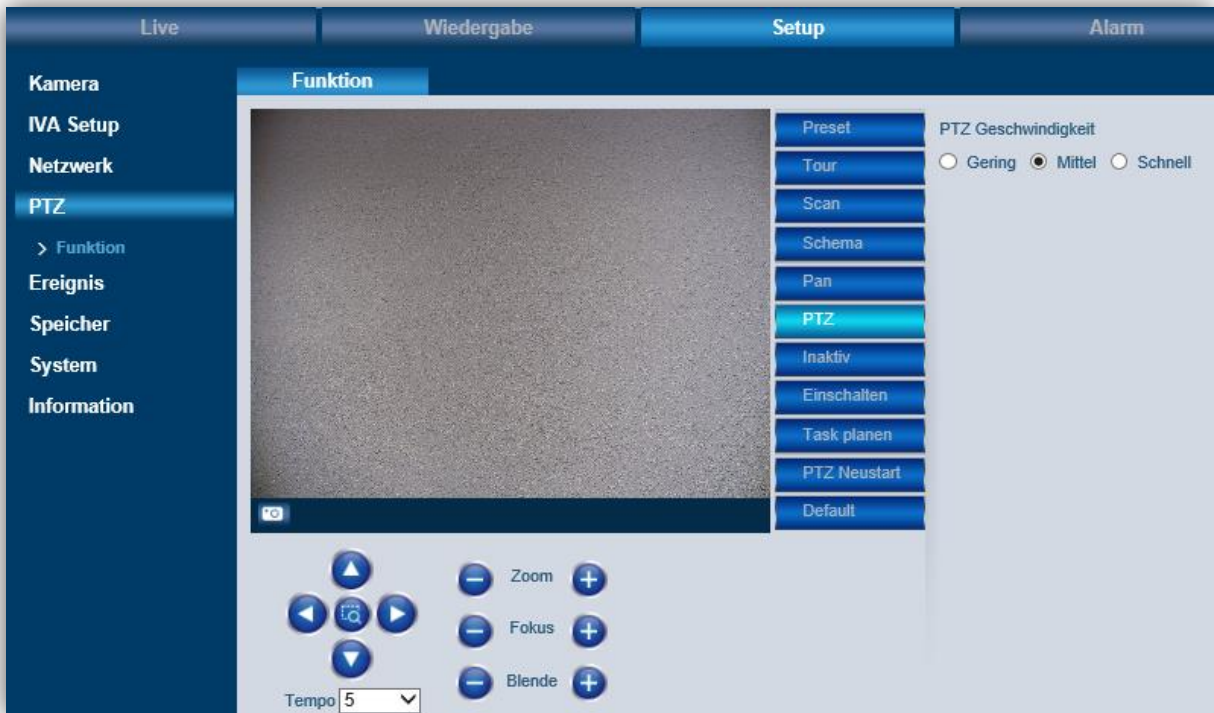 Live
Wiedergabe
Setup
Alarm
Kamera
IVA Setup
Netzwerk
PTZ
Funktion
Ereignis
Speicher
System
Information
Funktion
Preset
Tour
Scan
Schema
Pan
PTZ
Inaktiv
Einschalten
Task planen
PTZ Neustart
Default
PTZ Geschwindigkeit
Gering Mittel Schnell
Zoom
Fokus
Blende
Tempo 5